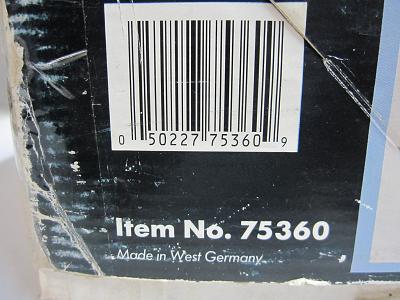 0 50227 75360 9
Item No. 75360
Made in West Germany